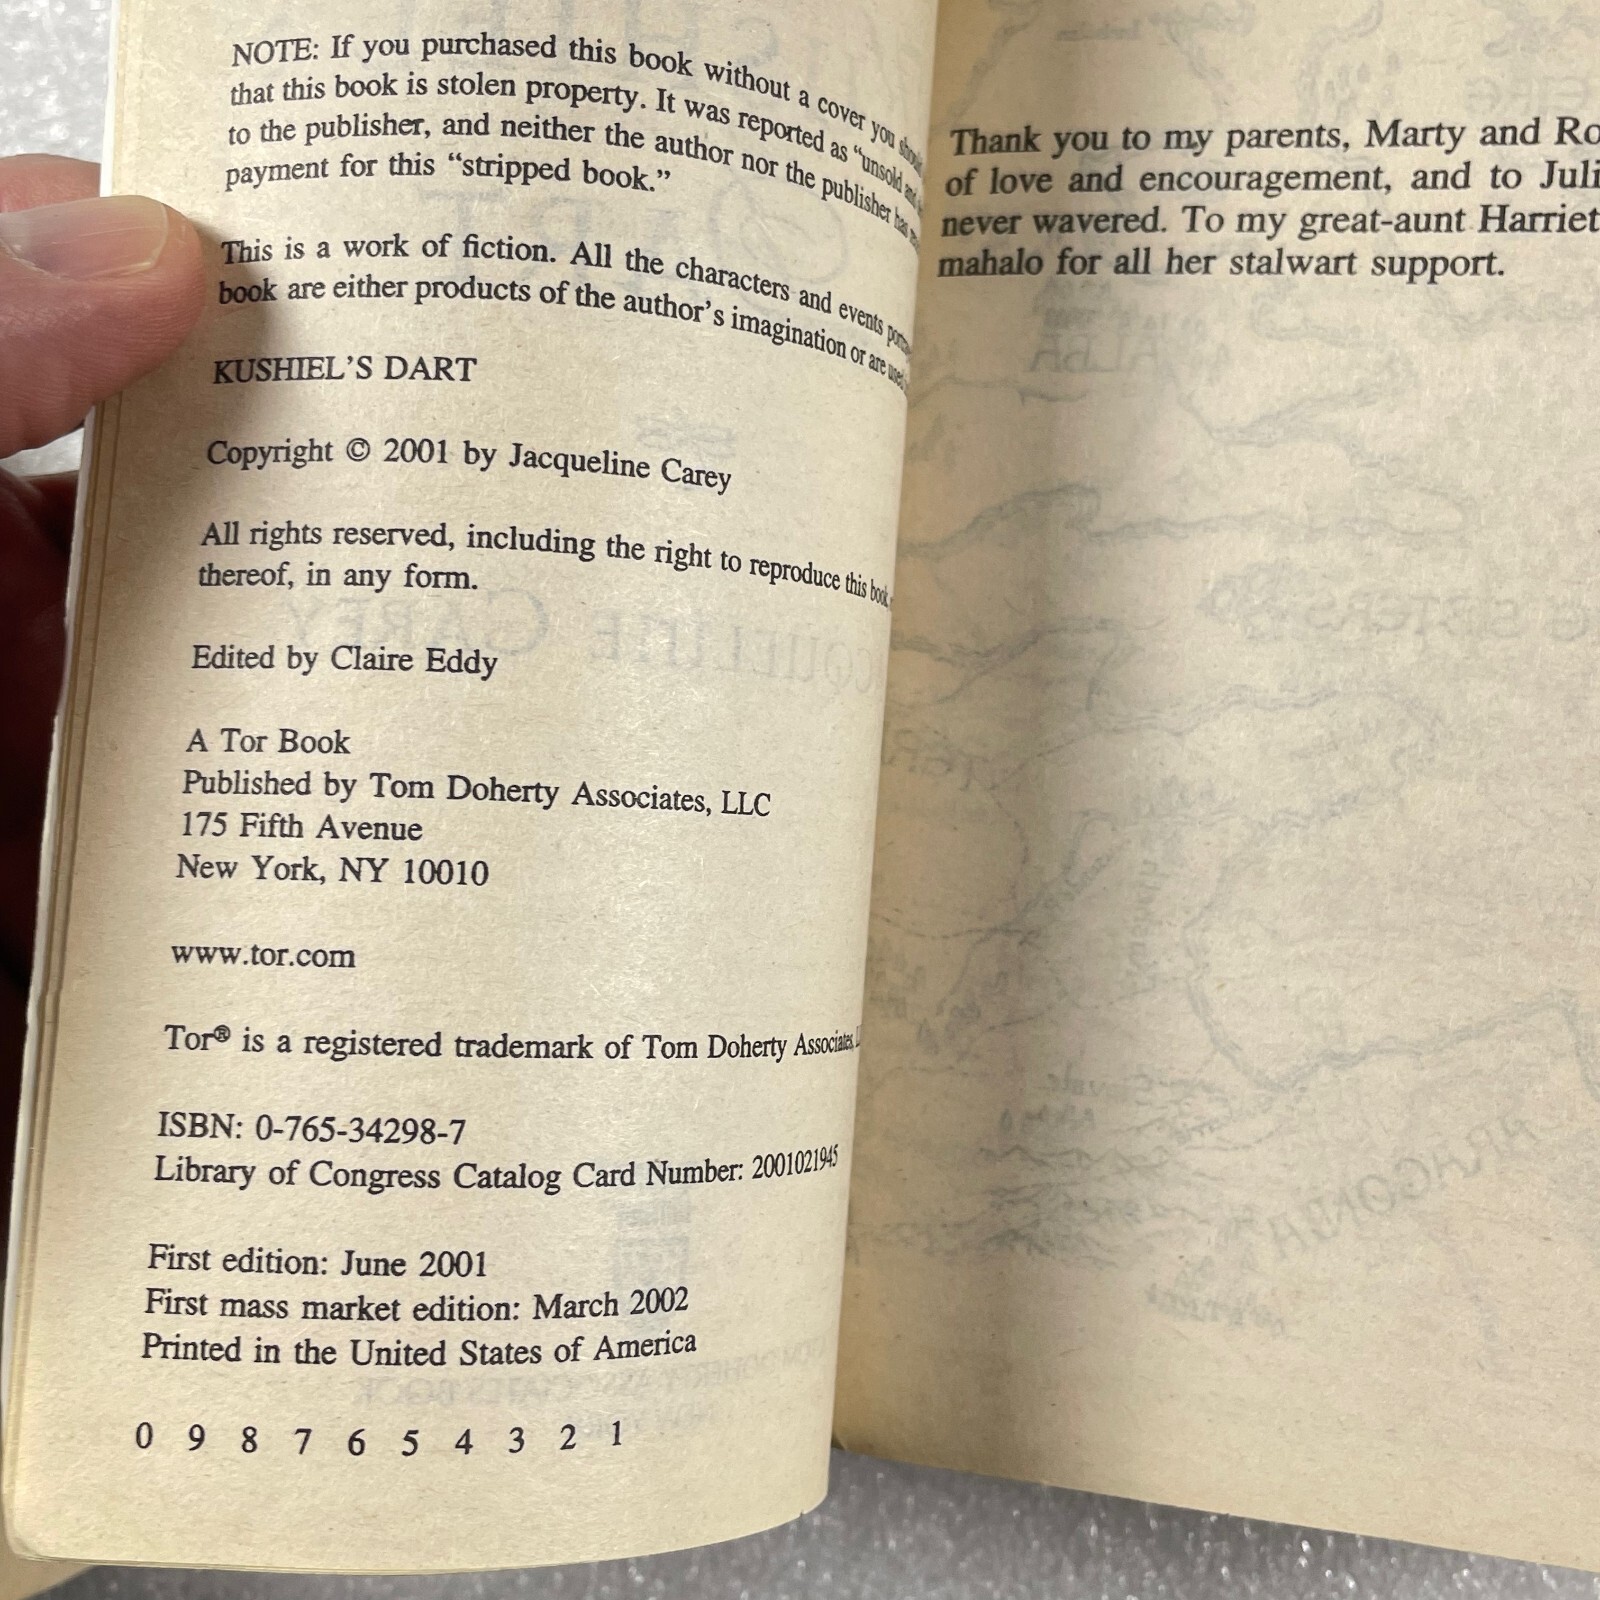 NOTE: If you purchased this book without a cover you should
that this book is stolen property. It was reported as “unsold and
to the publisher, and neither the author nor the publisher has
payment for this “stripped book.”
This is a work of fiction. All the characters and events
book are either products of the author’s imagination or are used
KUSHIEL’S DART
Copyright © 2001 by Jacqueline Carey
All rights reserved, including the right to reproduce this book
thereof, in any form.
Edited by Claire Eddy
A Tor Book
Published by Tom Doherty Associates, LLC
175 Fifth Avenue
New York, NY 10010
www.tor.com
Tor® is a registered trademark of Tom Doherty Associates,
ISBN: 0-765-34298-7
Library of Congress Catalog Card Number: 2001021945
First edition: June 2001
First mass market edition: March 2002
Printed in the United States of America
0 9 8 7 6 5 4 3 2 1
Thank you to my parents, Marty and Ro
of love and encouragement, and to Juli
never wavered. To my great-aunt Harriet
mahalo for all her stalwart support.